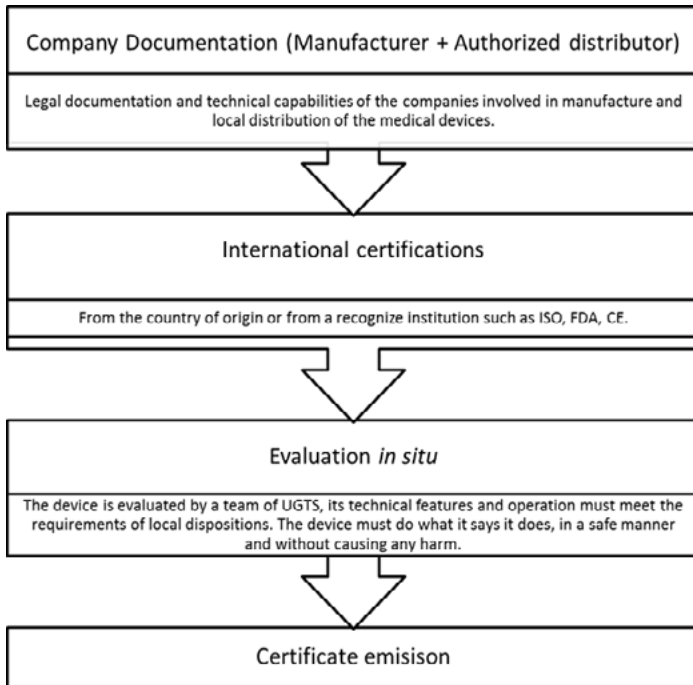 Company Documentation (Manufacturer + Authorized distributor)
Legal documentation and technical capabilities of the companies involved in manufacture and
local distribution of the medical devices.
International certifications
From the country of origin or from a recognize institution such as ISO, FDA, CE.
Evaluation in situ
The device is evaluated by a team of UGTS, its technical features and operation must meet the
requirements of local dispositions. The device must do what it says it does, in a safe manner
and without causing any harm.
Certificate emisison